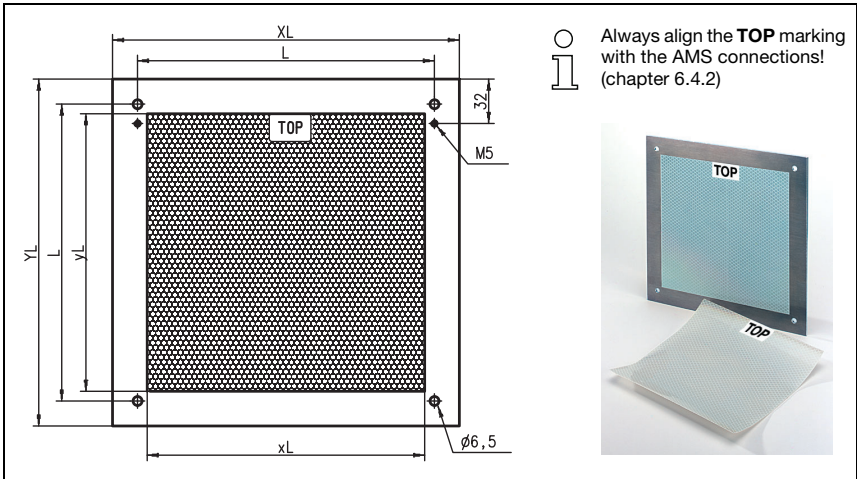 XL
L
32
TOP
M5
YL
L
yL
xL
ø6,5
Always align the TOP marking
with the AMS connections!
(chapter 6.4.2)
TOP
TOP